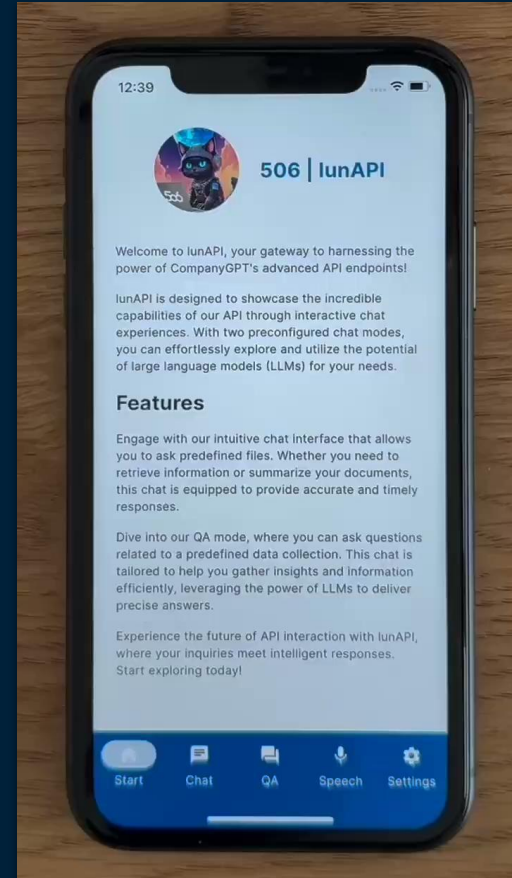 12:39
506 | lunAPI
506
Welcome to lunAPI, your gateway to harnessing the
power of CompanyGPT's advanced API endpoints!
lunAPI is designed to showcase the incredible
capabilities of our API through interactive chat
experiences. With two preconfigured chat modes,
you can effortlessly explore and utilize the potential
of large language models (LLMs) for your needs.
Features
Engage with our intuitive chat interface that allows
you to ask predefined files. Whether you need to
retrieve information or summarize your documents,
this chat is equipped to provide accurate and timely
responses.
Dive into our QA mode, where you can ask questions
related to a predefined data collection. This chat is
tailored to help you gather insights and information
efficiently, leveraging the power of LLMs to deliver
precise answers.
Experience the future of API interaction with lunAPI,
where your inquiries meet intelligent responses.
Start exploring today!
Start Chat QA Speech Settings